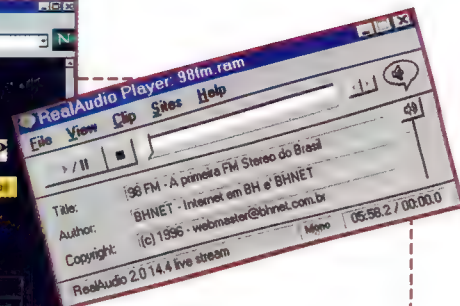 N
RealAudio Player: 98fm.ram
File View Clip Sites Help
Title: 98 FM - A primeira FM Stereo do Brasil
Author: BHNET - Internet em BH é BHNET
Copyright: (c) 1996 - webmaster@bhnet.com.br
RealAudio 2.0 14.4 live stream Mono 05:58.2 / 00:00.0